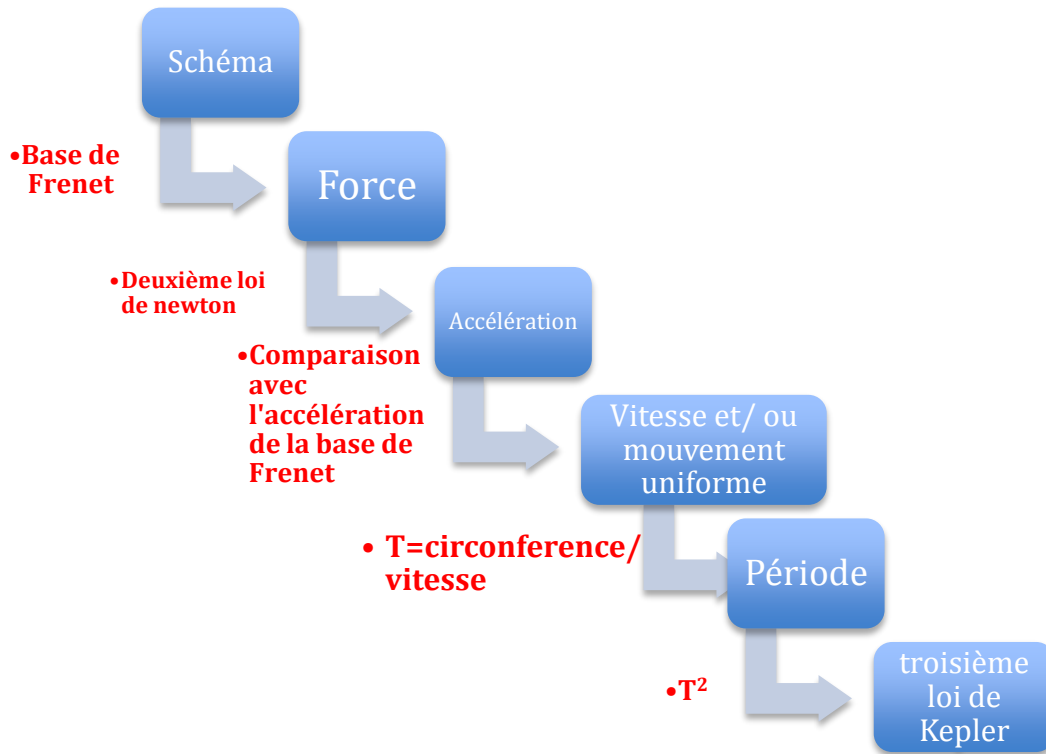 Schéma
•Base de
Frenet
Force
•Deuxième loi
de newton
Accélération
•Comparaison
avec
l'accélération
de la base de
Frenet
Vitesse et/ ou
mouvement
uniforme
• T=circonference/
vitesse
Période
•T²
troisième
loi de
Kepler